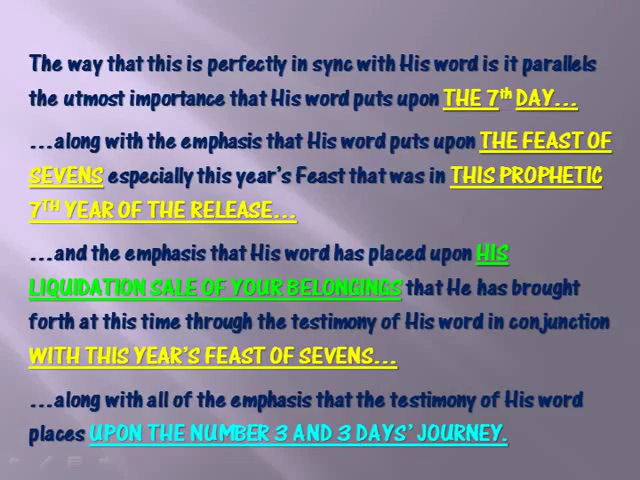 The way that this is perfectly in sync with His word is it parallels
the utmost importance that His word puts upon THE 7th DAY…
…along with the emphasis that His word puts upon THE FEAST OF
SEVENS especially this year's Feast that was in THIS PROPHETIC
7TH YEAR OF THE RELEASE…
…and the emphasis that His word has placed upon HIS
LIQUIDATION SALE OF YOUR BELONGINGS that He has brought
forth at this time through the testimony of His word in conjunction
WITH THIS YEAR'S FEAST OF SEVENS…
…along with all of the emphasis that the testimony of His word
places UPON THE NUMBER 3 AND 3 DAYS' JOURNEY.